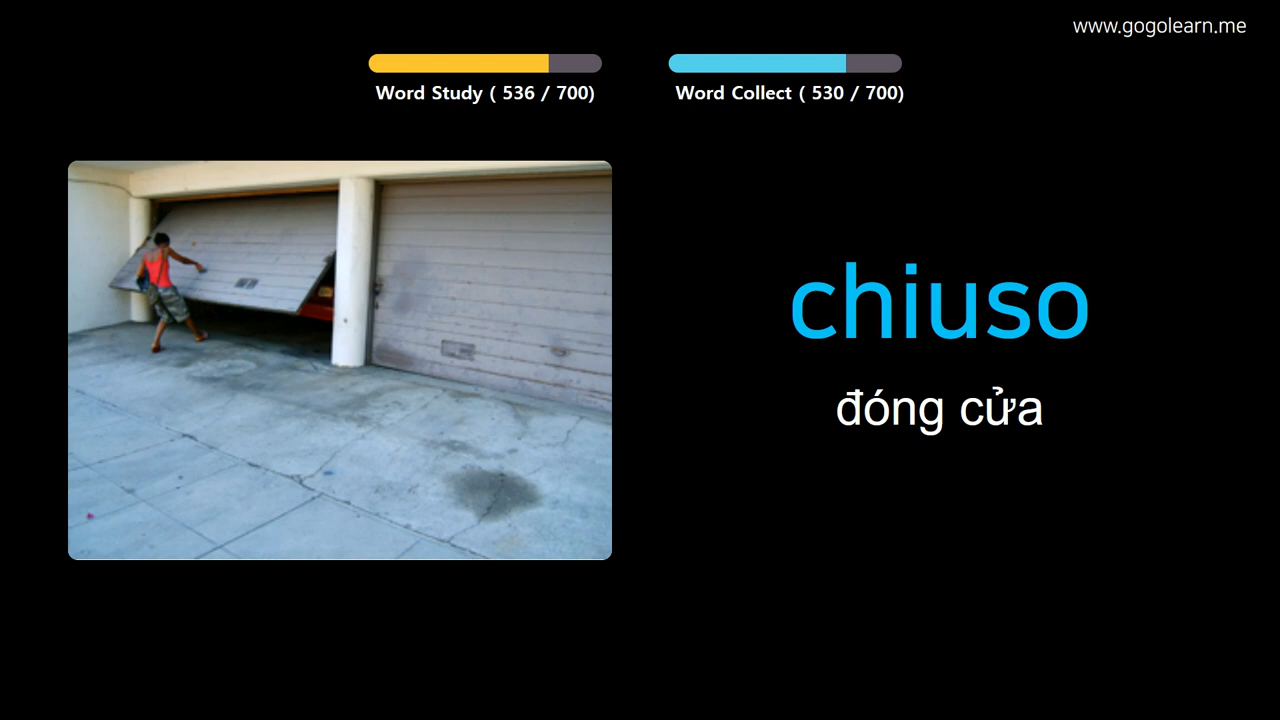 www.gogolearn.me
Word Study ( 536 / 700)
Word Collect ( 530 / 700)
chiuso
đóng cửa